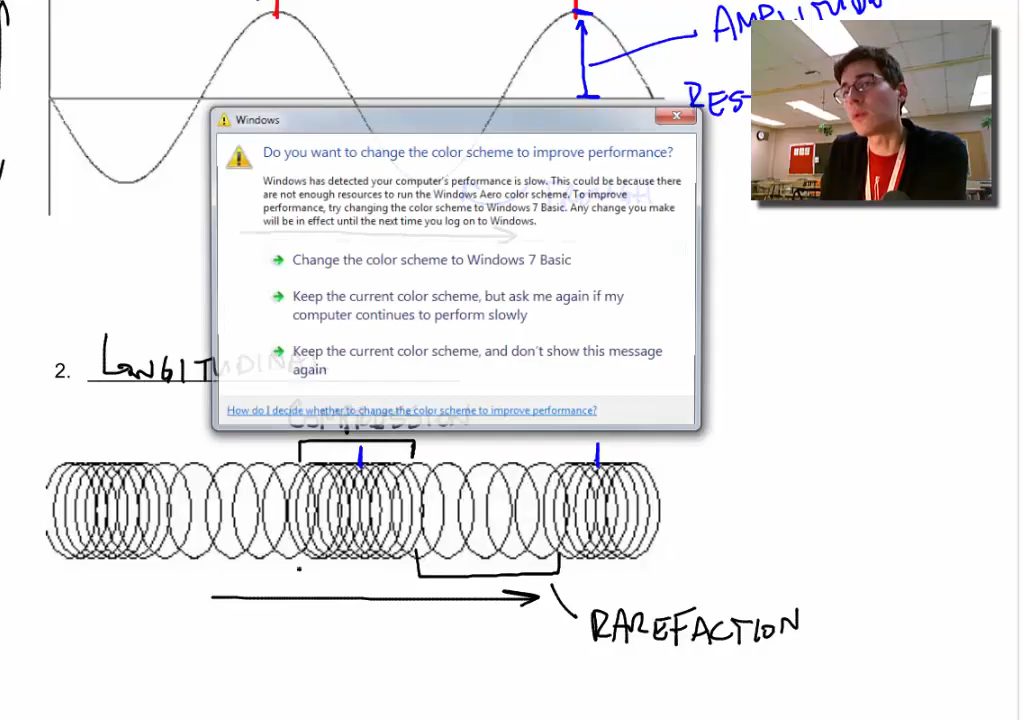 Windows
Do you want to change the color scheme to improve performance?
Windows has detected your computer's performance is slow. This could be because there
are not enough resources to run the Windows Aero color scheme. To improve
performance, try changing the color scheme to Windows 7 Basic. Any change you make
will be in effect until the next time you log on to Windows.
Change the color scheme to Windows 7 Basic
Keep the current color scheme, but ask me again if my
computer continues to perform slowly
Keep the current color scheme, and don't show this message
again
How do I decide whether to change the color scheme to improve performance?
2. LONGITUDINAL
COMPRESSION
RAREFACTION